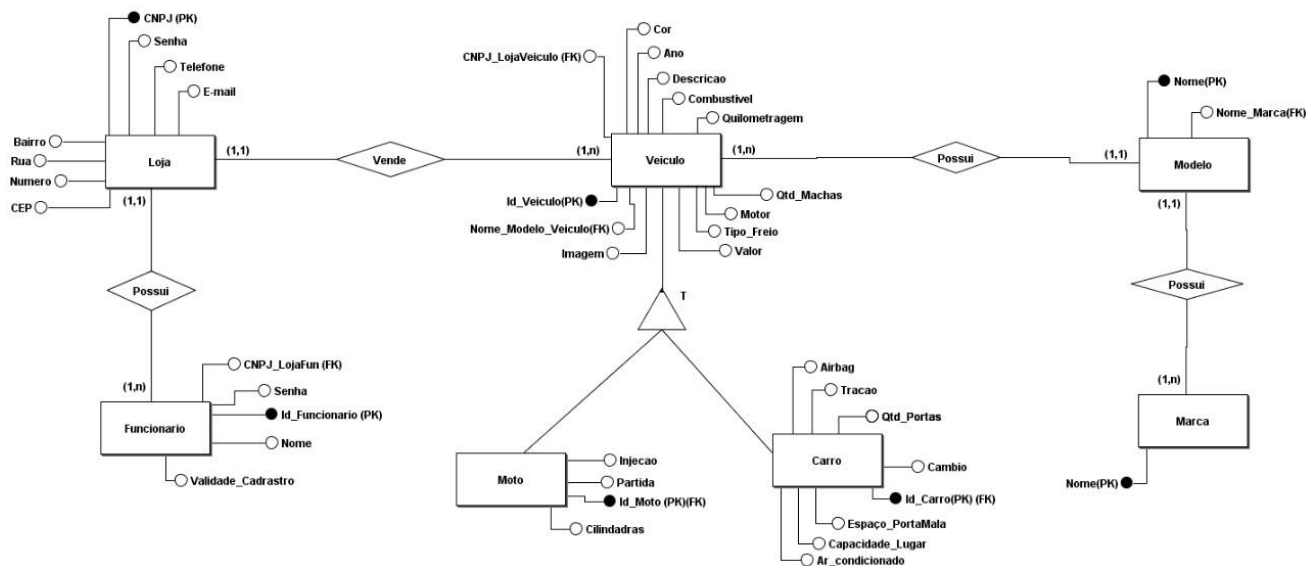 CNPJ (PK)
Senha
Telefone
E-mail
Bairro
Rua
Numero
CEP
Loja
(1,1)
(1,1)
Vende
(1,n)
CNPJ_LojaVeiculo (FK)
Cor
Ano
Descricao
Combustivel
Quilometragem
Veiculo
(1,n)
Id_Veiculo(PK)
Nome_Modelo_Veiculo(FK)
Imagem
Qtd_Machas
Motor
Tipo_Freio
Valor
Possui
(1,1)
Nome(PK)
Nome_Marca(FK)
Modelo
(1,1)
Possui
(1,n)
Marca
Nome(PK)
Possui
(1,n)
CNPJ_LojaFun (FK)
Senha
Id_Funcionario (PK)
Nome
Validade_Cadrastro
Funcionario
T
Moto
Injecao
Partida
Id_Moto (PK)(FK)
Cilindadras
Airbag
Tracao
Qtd_Portas
Carro
Cambio
Id_Carro(PK) (FK)
Espaço_PortaMala
Capacidade_Lugar
Ar_condicionado